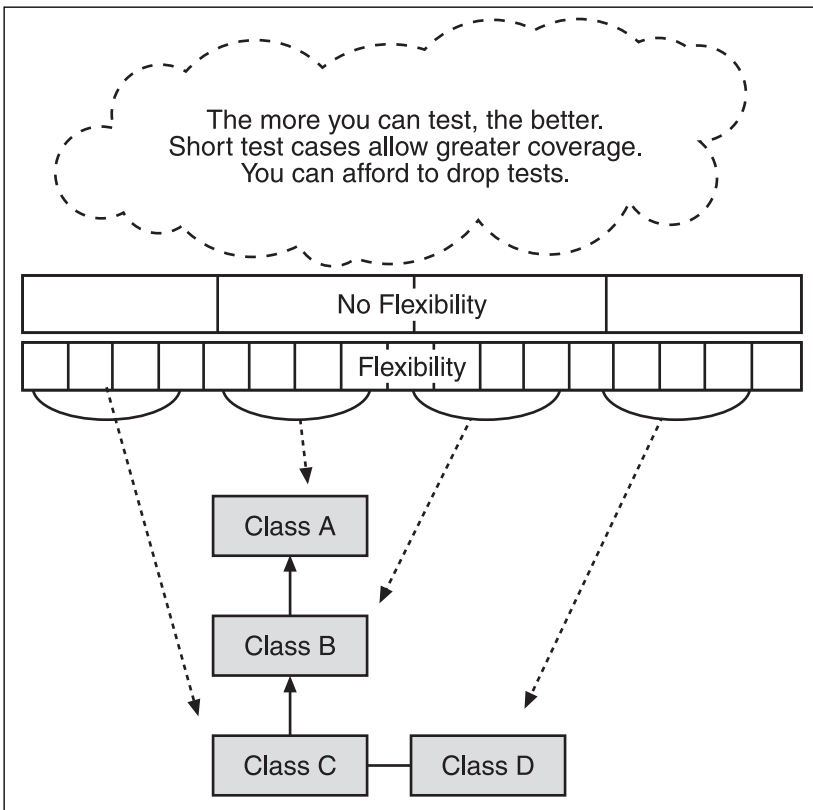 The more you can test, the better.
Short test cases allow greater coverage.
You can afford to drop tests.
No Flexibility
Flexibility
Class A
Class B
Class C
Class D